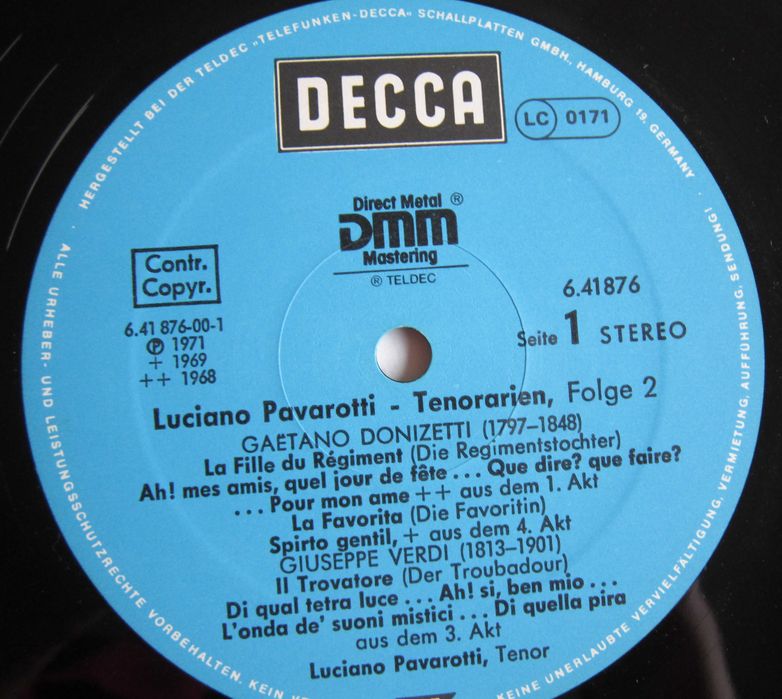 HERGESTELLT BEI DER TELDEC „TELEFUNKEN-DECCA“ SCHALLPLATTEN GMBH., HAMBURG 19, GERMANY ·
DECCA
LC 0171
Direct Metal ®
DMM
Mastering
® TELDEC
Contr.
Copyr.
6.41876
6.41 876-00-1
Seite 1 STEREO
Ⓟ 1971
+ 1969
++ 1968
Luciano Pavarotti - Tenorarien, Folge 2
GAETANO DONIZETTI (1797–1848)
La Fille du Régiment (Die Regimentstochter)
Ah! mes amis, quel jour de fête ... Que dire? que faire?
... Pour mon ame ++ aus dem 1. Akt
La Favorita (Die Favoritin)
Spirto gentil, + aus dem 4. Akt
GIUSEPPE VERDI (1813–1901)
Il Trovatore (Der Troubadour)
Di qual tetra luce ... Ah! si, ben mio ...
L'onda de' suoni mistici ... Di quella pira
aus dem 3. Akt
Luciano Pavarotti, Tenor
ALLE URHEBER- UND LEISTUNGSSCHUTZRECHTE VORBEHALTEN. KEIN
KEINE UNERLAUBTE VERVIELFÄLTIGUNG, VERMIETUNG, AUFFÜHRUNG, SENDUNG!